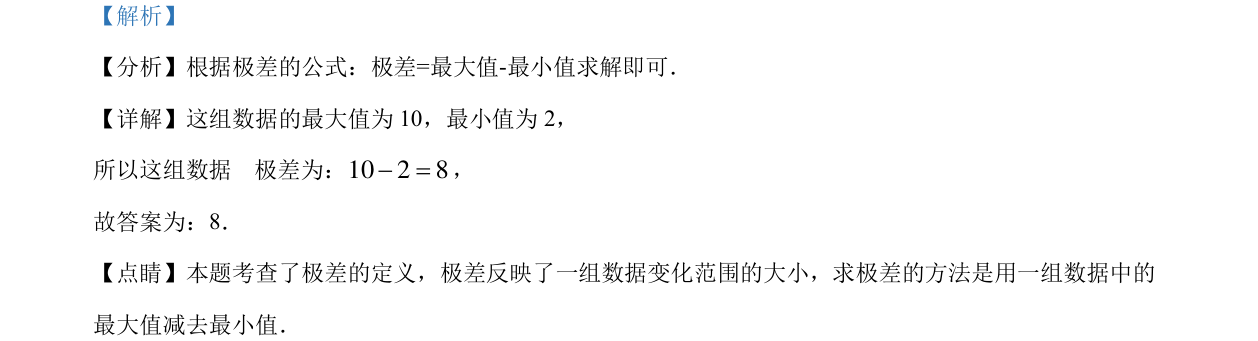 【解析】
【分析】根据极差的公式：极差=最大值-最小值求解即可．
【详解】这组数据的最大值为 10，最小值为 2，
所以这组数据　极差为：10－2＝8，
故答案为：8．
【点睛】本题考查了极差的定义，极差反映了一组数据变化范围的大小，求极差的方法是用一组数据中的
最大值减去最小值．